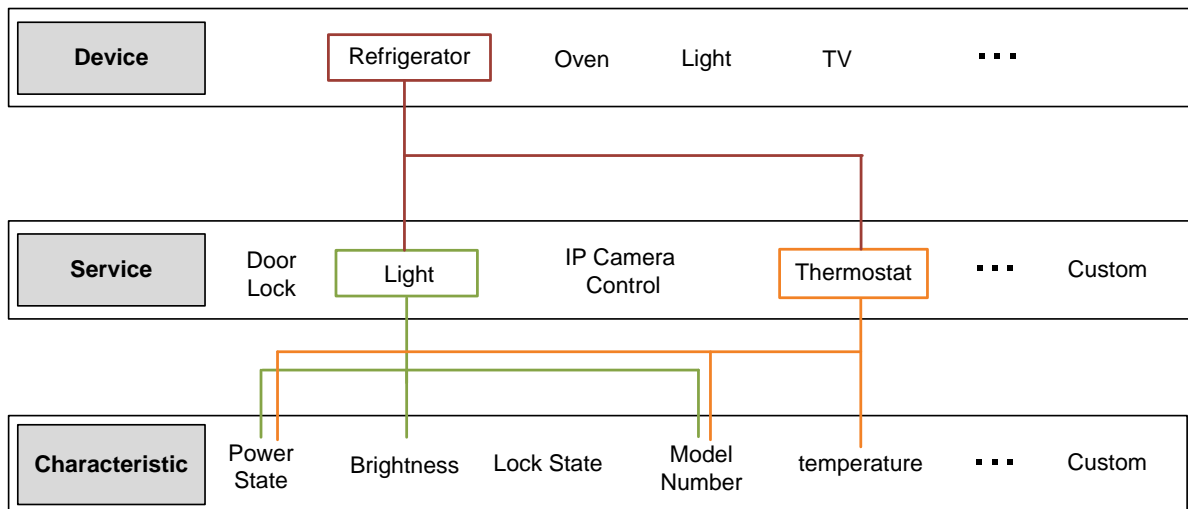 Device
Refrigerator
Oven
Light
TV
...
Service
Door
Lock
Light
IP Camera
Control
Thermostat
...
Custom
Characteristic
Power
State
Brightness
Lock State
Model
Number
temperature
...
Custom